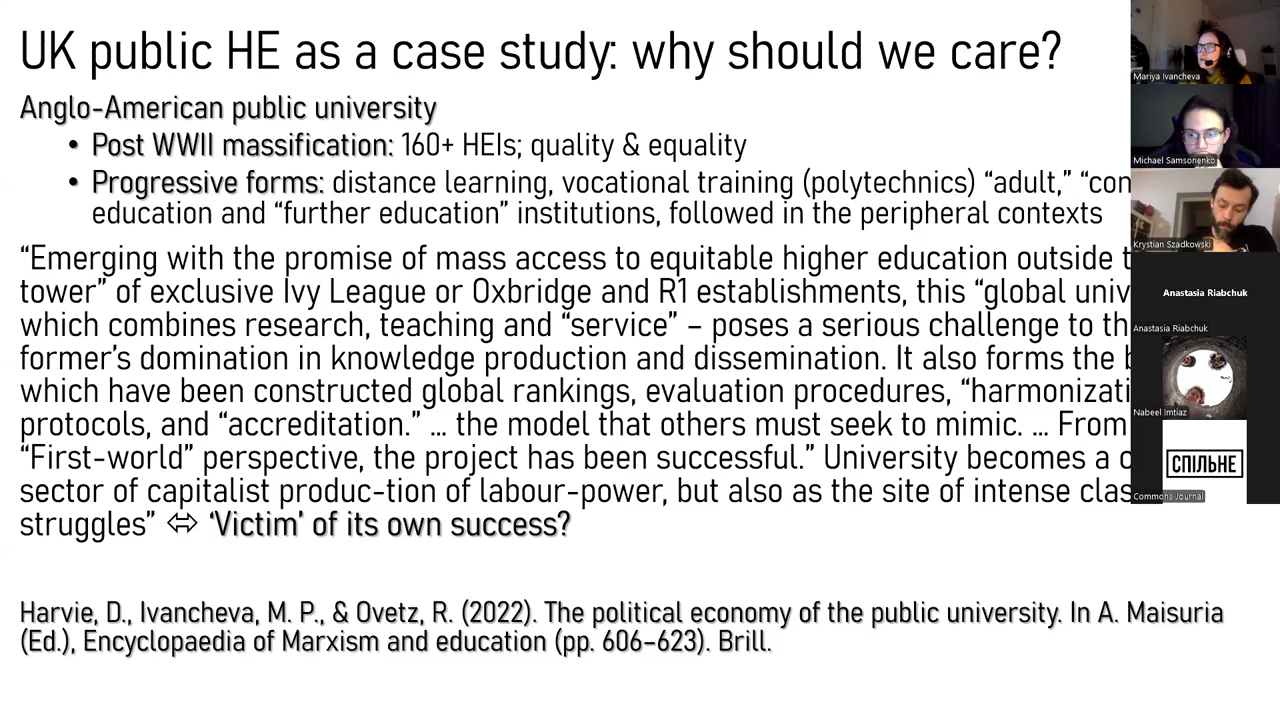 UK public HE as a case study: why should we care?
Anglo-American public university
• Post WWII massification: 160+ HEIs; quality & equality
• Progressive forms: distance learning, vocational training (polytechnics) “adult,” “con
education and “further education” institutions, followed in the peripheral contexts
“Emerging with the promise of mass access to equitable higher education outside t
tower” of exclusive Ivy League or Oxbridge and R1 establishments, this “global univ
which combines research, teaching and “service” – poses a serious challenge to th
former’s domination in knowledge production and dissemination. It also forms the b
which have been constructed global rankings, evaluation procedures, “harmonizati
protocols, and “accreditation.” … the model that others must seek to mimic. … From
“First-world” perspective, the project has been successful.” University becomes a c
sector of capitalist produc-tion of labour-power, but also as the site of intense clas
struggles” ⇔ ‘Victim’ of its own success?
Harvie, D., Ivancheva, M. P., & Ovetz, R. (2022). The political economy of the public university. In A. Maisuria
(Ed.), Encyclopaedia of Marxism and education (pp. 606–623). Brill.
Mariya Ivancheva
Michael Samsonenko
Krystian Szadkowski
Anastasia Riabchuk
Anastasia Riabchuk
Nabeel Imtiaz
СПІЛЬНЕ
Commons Journal